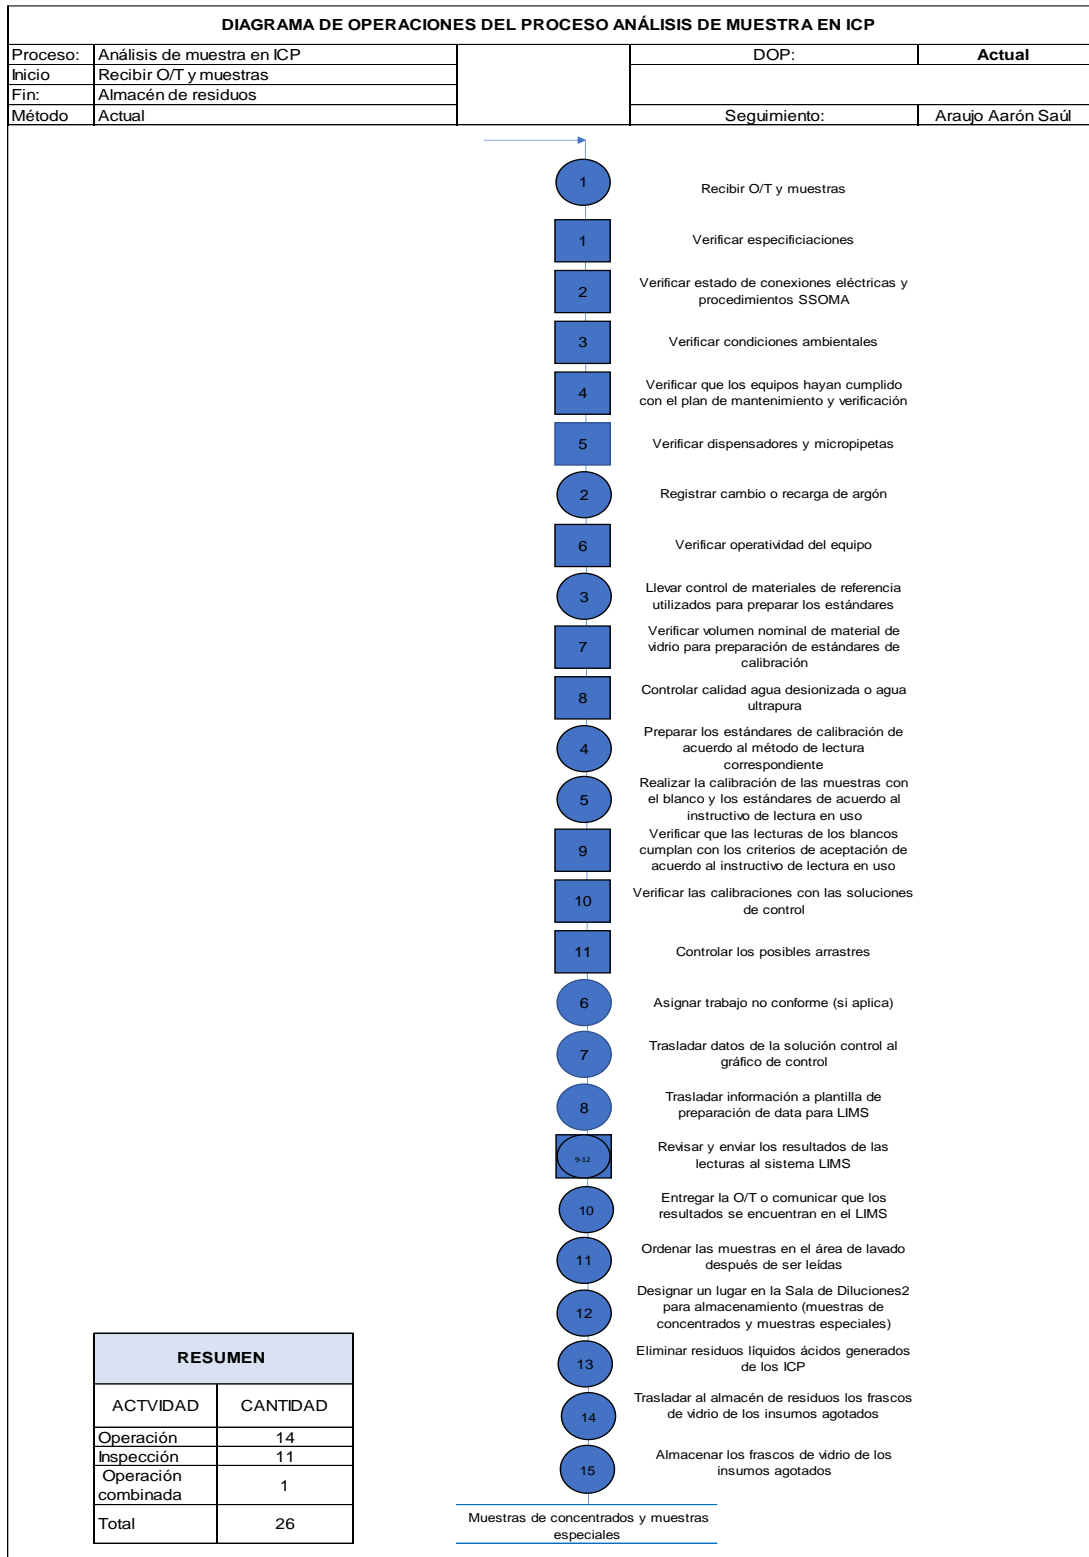 DIAGRAMA DE OPERACIONES DEL PROCESO ANÁLISIS DE MUESTRA EN ICP
Proceso: Análisis de muestra en ICP DOP: Actual
Inicio Recibir O/T y muestras
Fin: Almacén de residuos
Método Actual Seguimiento: Araujo Aarón Saúl
1 Recibir O/T y muestras
1 Verificar especificiaciones
2 Verificar estado de conexiones eléctricas y
procedimientos SSOMA
3 Verificar condiciones ambientales
4 Verificar que los equipos hayan cumplido
con el plan de mantenimiento y verificación
5 Verificar dispensadores y micropipetas
2 Registrar cambio o recarga de argón
6 Verificar operatividad del equipo
3 Llevar control de materiales de referencia
utilizados para preparar los estándares
7 Verificar volumen nominal de material de
vidrio para preparación de estándares de
calibración
8 Controlar calidad agua desionizada o agua
ultrapura
4 Preparar los estándares de calibración de
acuerdo al método de lectura
correspondiente
5 Realizar la calibración de las muestras con
el blanco y los estándares de acuerdo al
instructivo de lectura en uso
9 Verificar que las lecturas de los blancos
cumplan con los criterios de aceptación de
acuerdo al instructivo de lectura en uso
10 Verificar las calibraciones con las soluciones
de control
11 Controlar los posibles arrastres
6 Asignar trabajo no conforme (si aplica)
7 Trasladar datos de la solución control al
gráfico de control
8 Trasladar información a plantilla de
preparación de data para LIMS
9-12 Revisar y enviar los resultados de las
lecturas al sistema LIMS
10 Entregar la O/T o comunicar que los
resultados se encuentran en el LIMS
11 Ordenar las muestras en el área de lavado
después de ser leídas
12 Designar un lugar en la Sala de Diluciones2
para almacenamiento (muestras de
concentrados y muestras especiales)
13 Eliminar residuos líquidos ácidos generados
de los ICP
14 Trasladar al almacén de residuos los frascos
de vidrio de los insumos agotados
15 Almacenar los frascos de vidrio de los
insumos agotados
Muestras de concentrados y muestras
especiales
RESUMEN
ACTVIDAD CANTIDAD
Operación 14
Inspección 11
Operación
combinada 1
Total 26